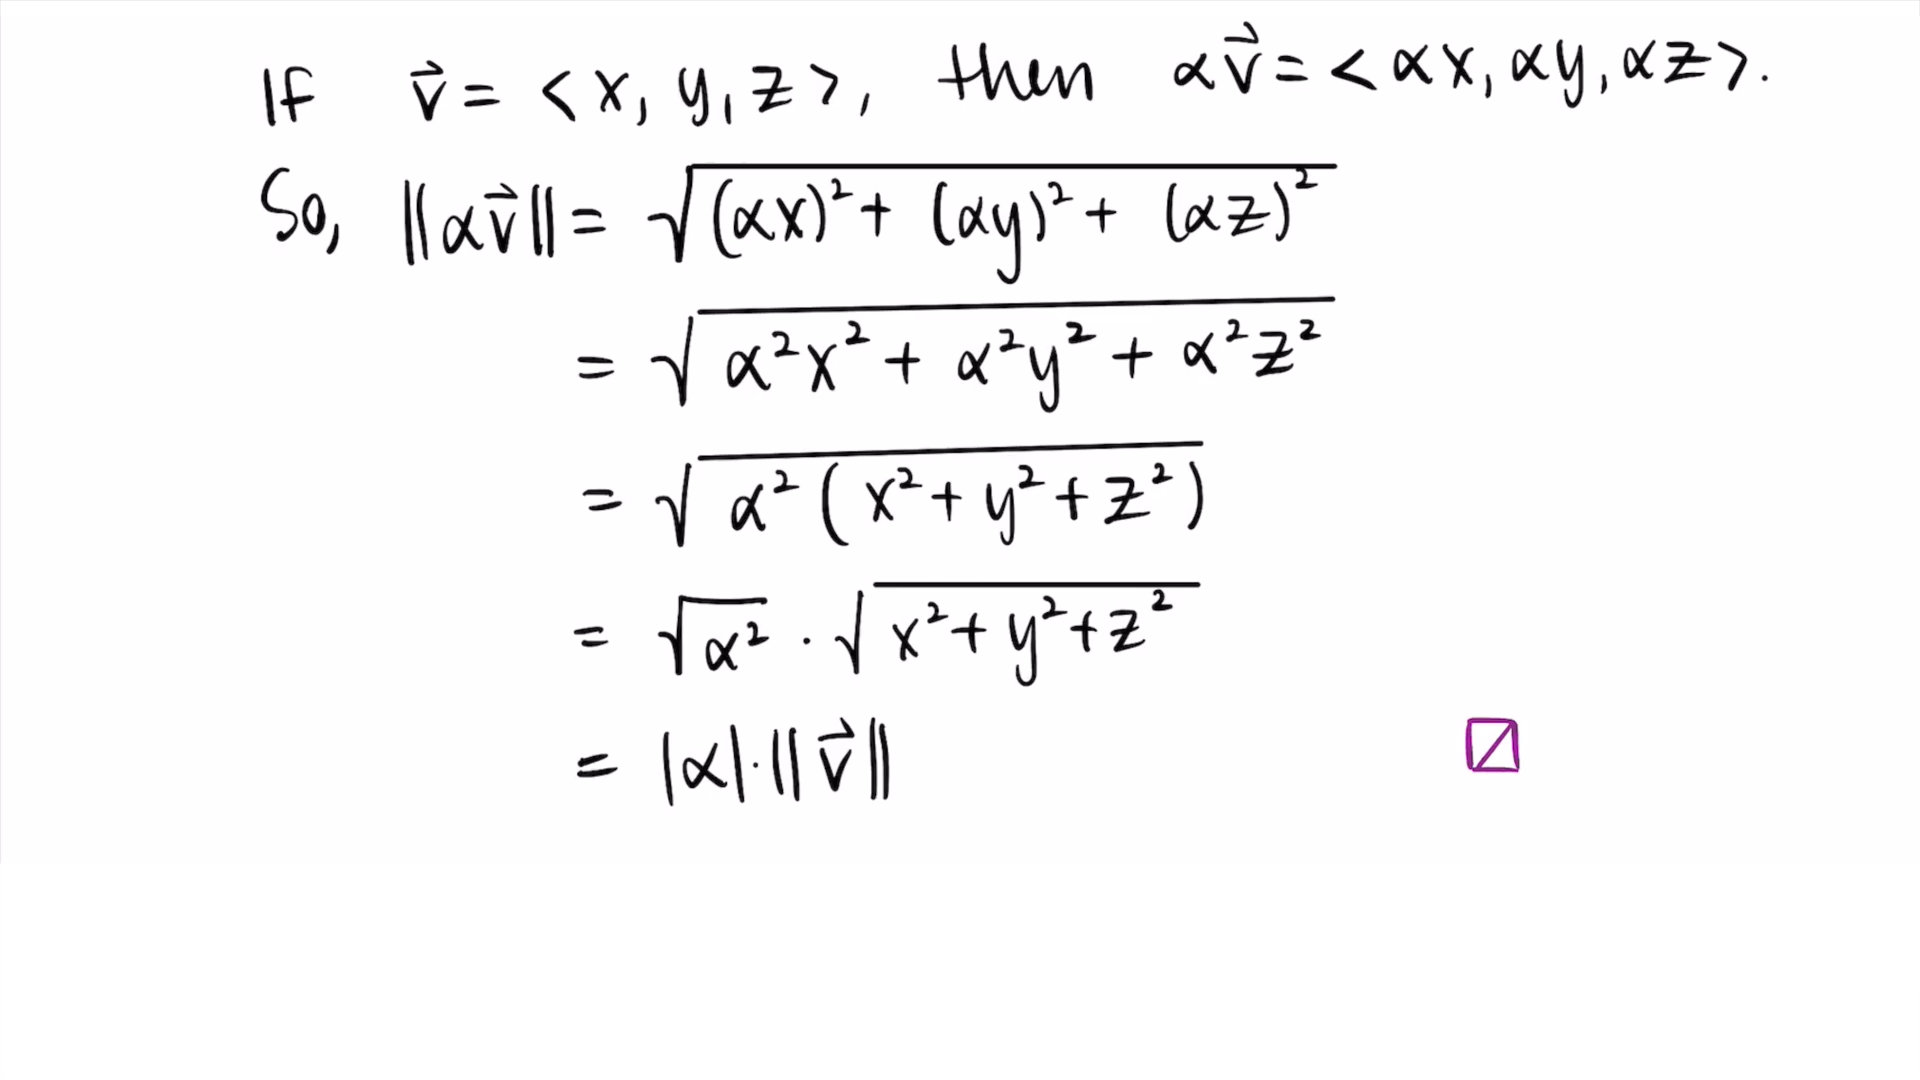 If v⃗ = <x, y, z>, then αv⃗ = <αx, αy, αz>.
So, ‖αv⃗‖ = √((αx)² + (αy)² + (αz)²)
= √(α²x² + α²y² + α²z²)
= √(α²(x² + y² + z²))
= √(α²) · √(x² + y² + z²)
= |α|·‖v⃗‖